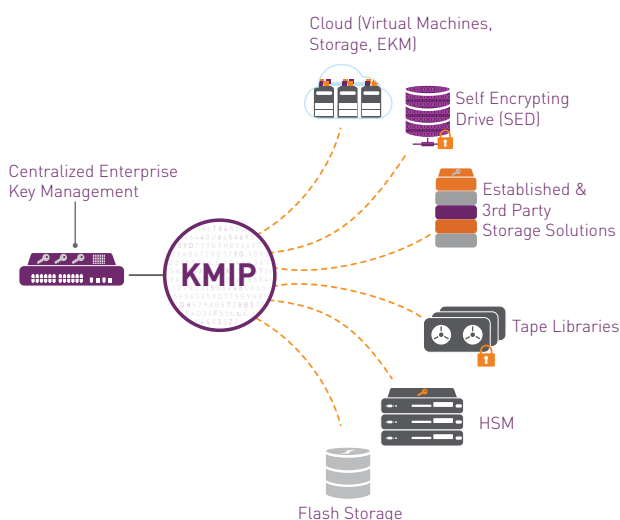 Cloud (Virtual Machines,
Storage, EKM)
Self Encrypting
Drive (SED)
Centralized Enterprise
Key Management
Established &
3rd Party
Storage Solutions
KMIP
Tape Libraries
HSM
Flash Storage